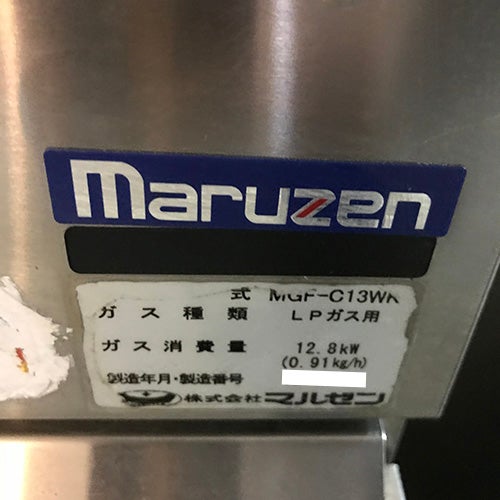 maruzen
式 MGF-C13WK
ガス種類 LPガス用
ガス消費量 12.8kW
(0.91kg/h)
製造年月・製造番号
株式会社 マルゼン